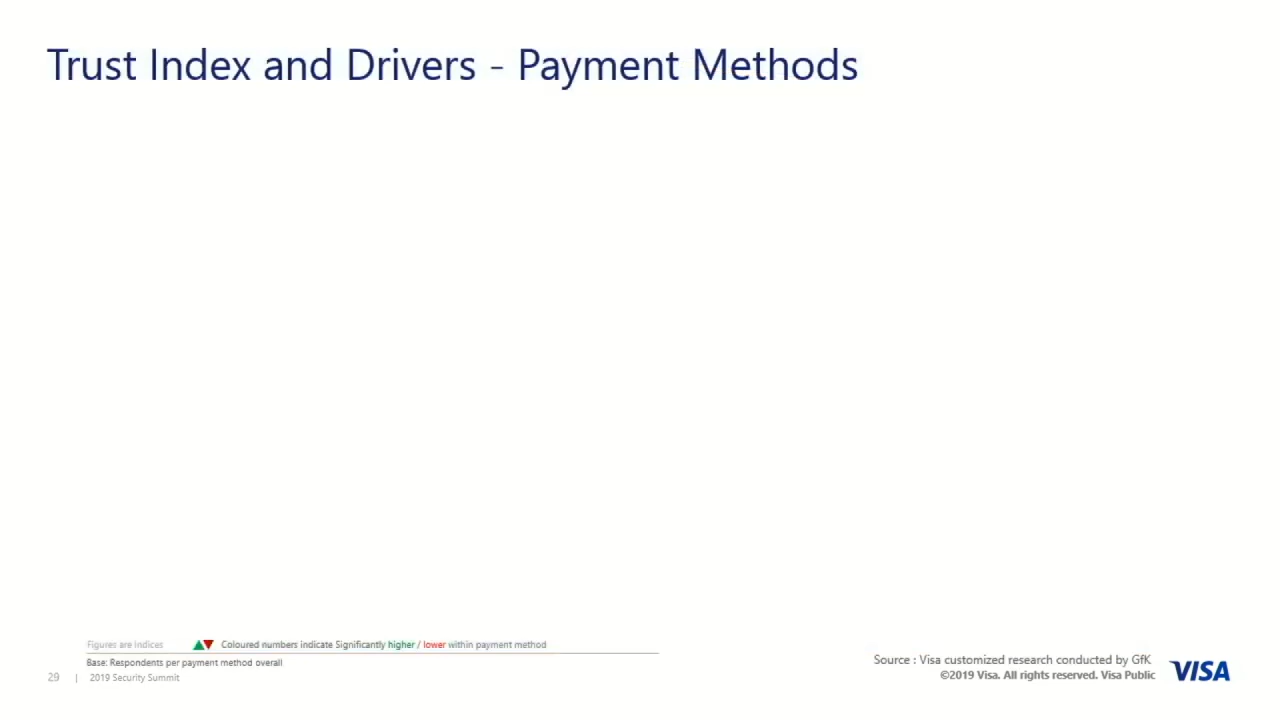 Trust Index and Drivers - Payment Methods
Figures are Indices
Coloured numbers indicate Significantly higher / lower within payment method
Base: Respondents per payment method overall
29 | 2019 Security Summit
Source : Visa customized research conducted by GfK
©2019 Visa. All rights reserved. Visa Public
VISA